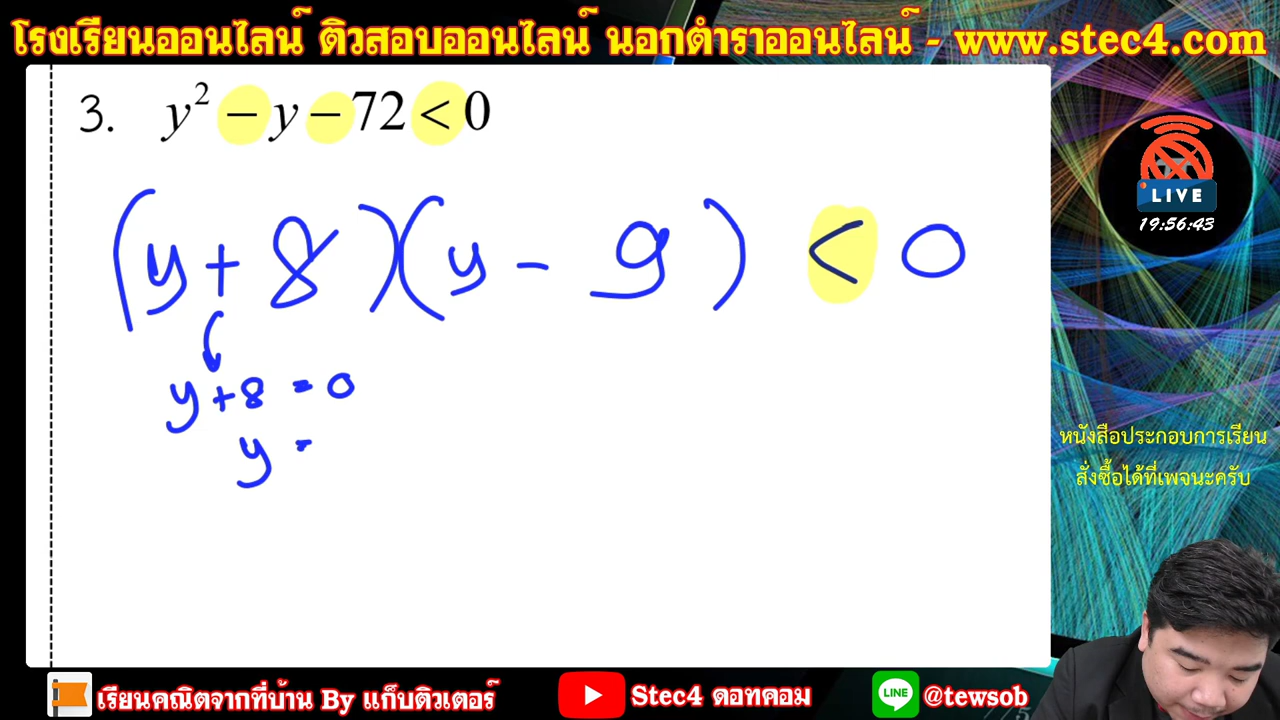 โรงเรียนออนไลน์ ติวสอบออนไลน์ นอกตำราออนไลน์ - www.stec4.com
3. y² − y − 72 < 0
(y + 8)(y − 9) < 0
y + 8 = 0
y =
LIVE
19:56:43
หนังสือประกอบการเรียน
สั่งซื้อได้ที่เพจนะครับ
เรียนคณิตจากที่บ้าน By แก็บติวเตอร์
Stec4 ดอทคอม
LINE
@tewsob